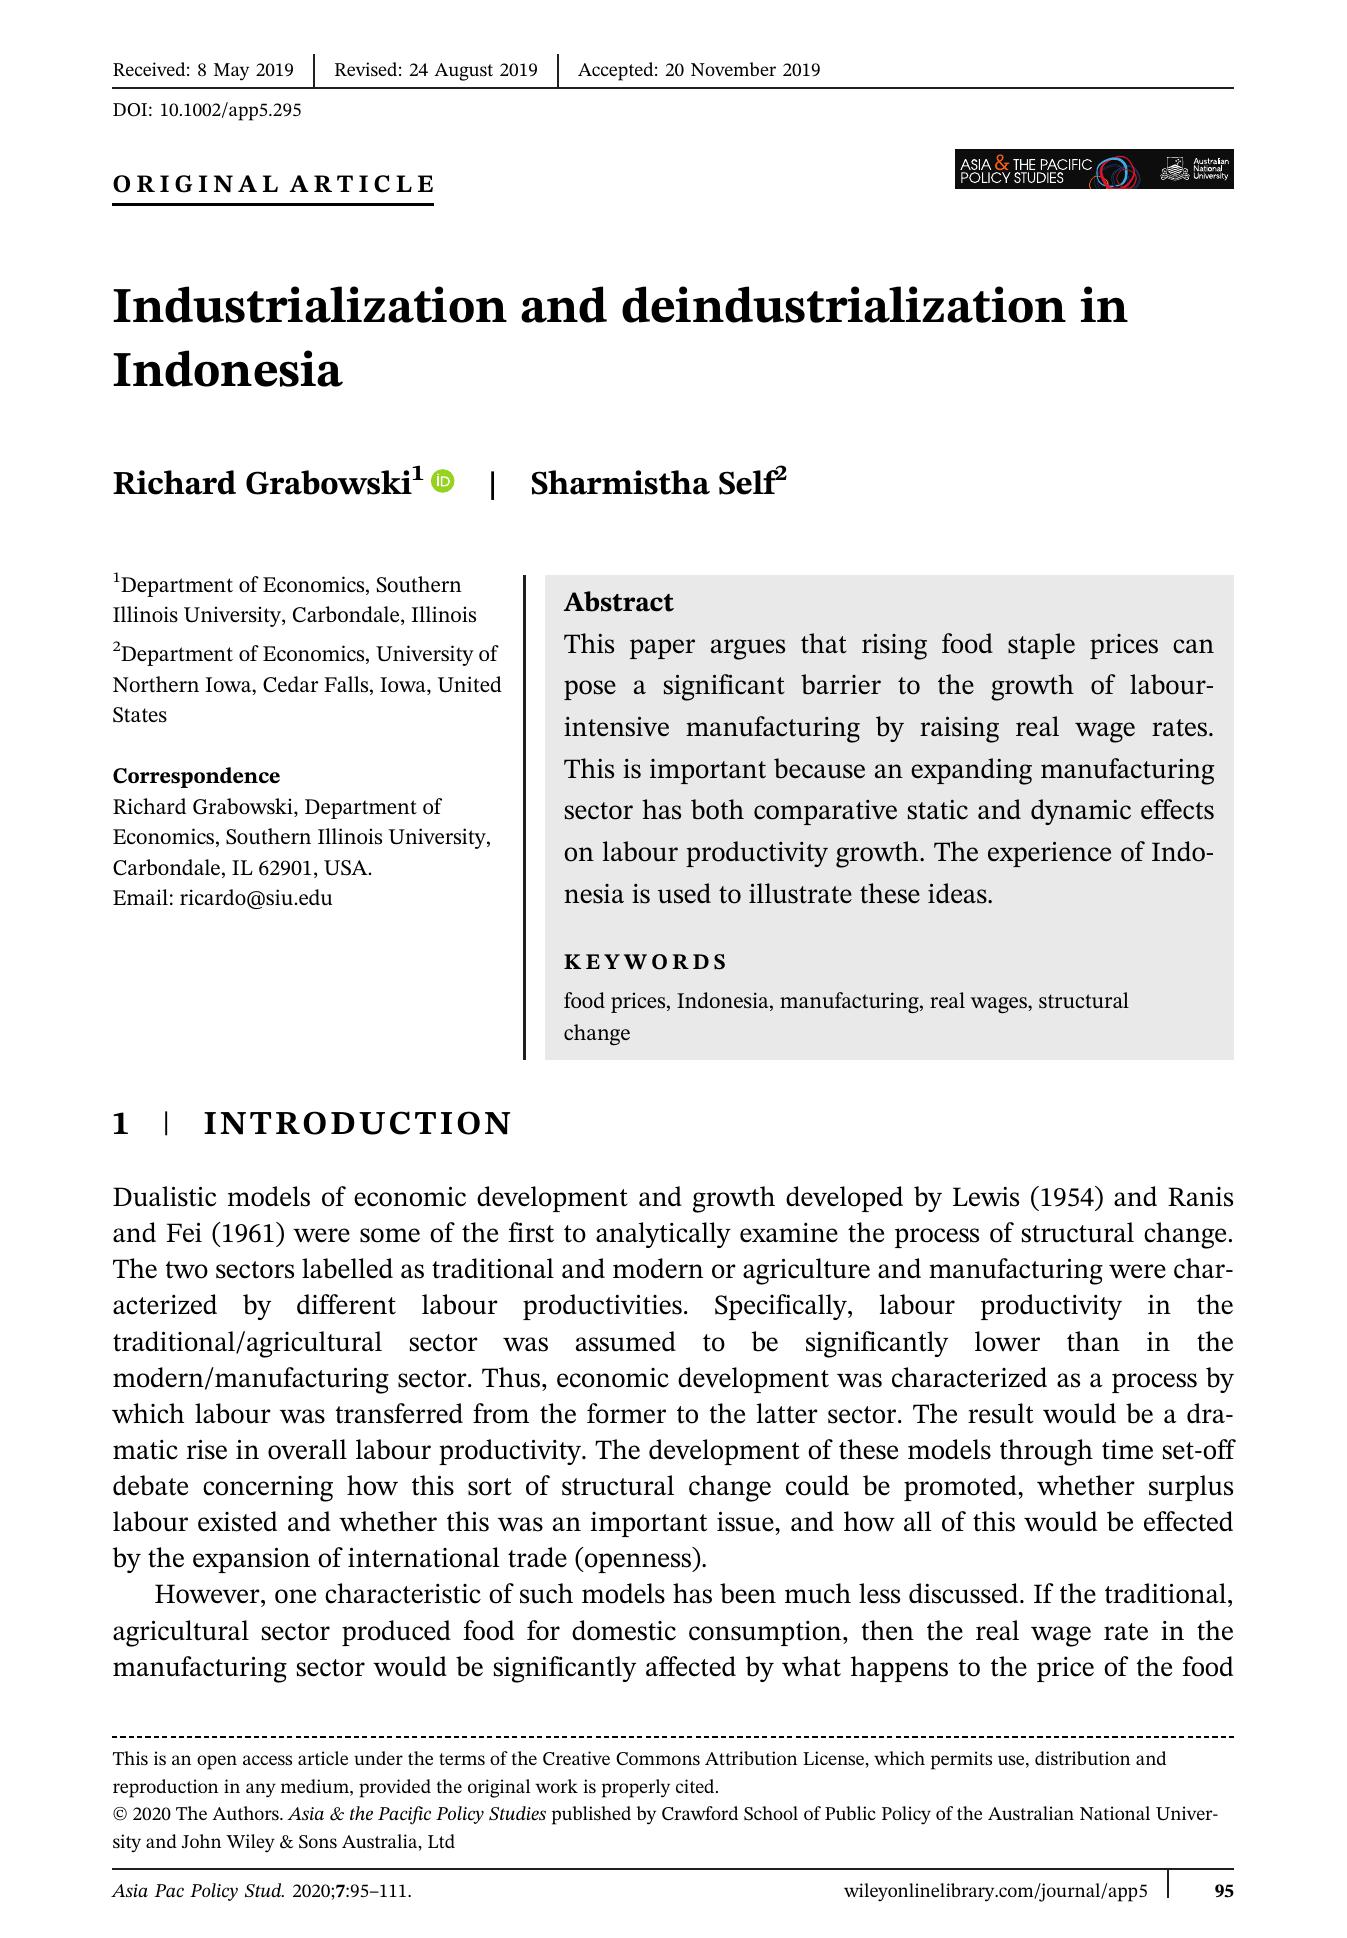 Received: 8 May 2019 | Revised: 24 August 2019 | Accepted: 20 November 2019
DOI: 10.1002/app5.295
ORIGINAL ARTICLE
ASIA & THE PACIFIC
POLICY STUDIES
Australian
National
University
Industrialization and deindustrialization in
Indonesia
Richard Grabowski¹ iD | Sharmistha Self²
¹Department of Economics, Southern
Illinois University, Carbondale, Illinois
²Department of Economics, University of
Northern Iowa, Cedar Falls, Iowa, United
States
Correspondence
Richard Grabowski, Department of
Economics, Southern Illinois University,
Carbondale, IL 62901, USA.
Email: ricardo@siu.edu
Abstract
This paper argues that rising food staple prices can
pose a significant barrier to the growth of labour-
intensive manufacturing by raising real wage rates.
This is important because an expanding manufacturing
sector has both comparative static and dynamic effects
on labour productivity growth. The experience of Indo-
nesia is used to illustrate these ideas.
KEYWORDS
food prices, Indonesia, manufacturing, real wages, structural
change
1 | INTRODUCTION
Dualistic models of economic development and growth developed by Lewis (1954) and Ranis
and Fei (1961) were some of the first to analytically examine the process of structural change.
The two sectors labelled as traditional and modern or agriculture and manufacturing were char-
acterized by different labour productivities. Specifically, labour productivity in the
traditional/agricultural sector was assumed to be significantly lower than in the
modern/manufacturing sector. Thus, economic development was characterized as a process by
which labour was transferred from the former to the latter sector. The result would be a dra-
matic rise in overall labour productivity. The development of these models through time set-off
debate concerning how this sort of structural change could be promoted, whether surplus
labour existed and whether this was an important issue, and how all of this would be effected
by the expansion of international trade (openness).
However, one characteristic of such models has been much less discussed. If the traditional,
agricultural sector produced food for domestic consumption, then the real wage rate in the
manufacturing sector would be significantly affected by what happens to the price of the food
This is an open access article under the terms of the Creative Commons Attribution License, which permits use, distribution and
reproduction in any medium, provided the original work is properly cited.
© 2020 The Authors. Asia & the Pacific Policy Studies published by Crawford School of Public Policy of the Australian National Univer-
sity and John Wiley & Sons Australia, Ltd
Asia Pac Policy Stud. 2020;7:95–111. wileyonlinelibrary.com/journal/app5 | 95